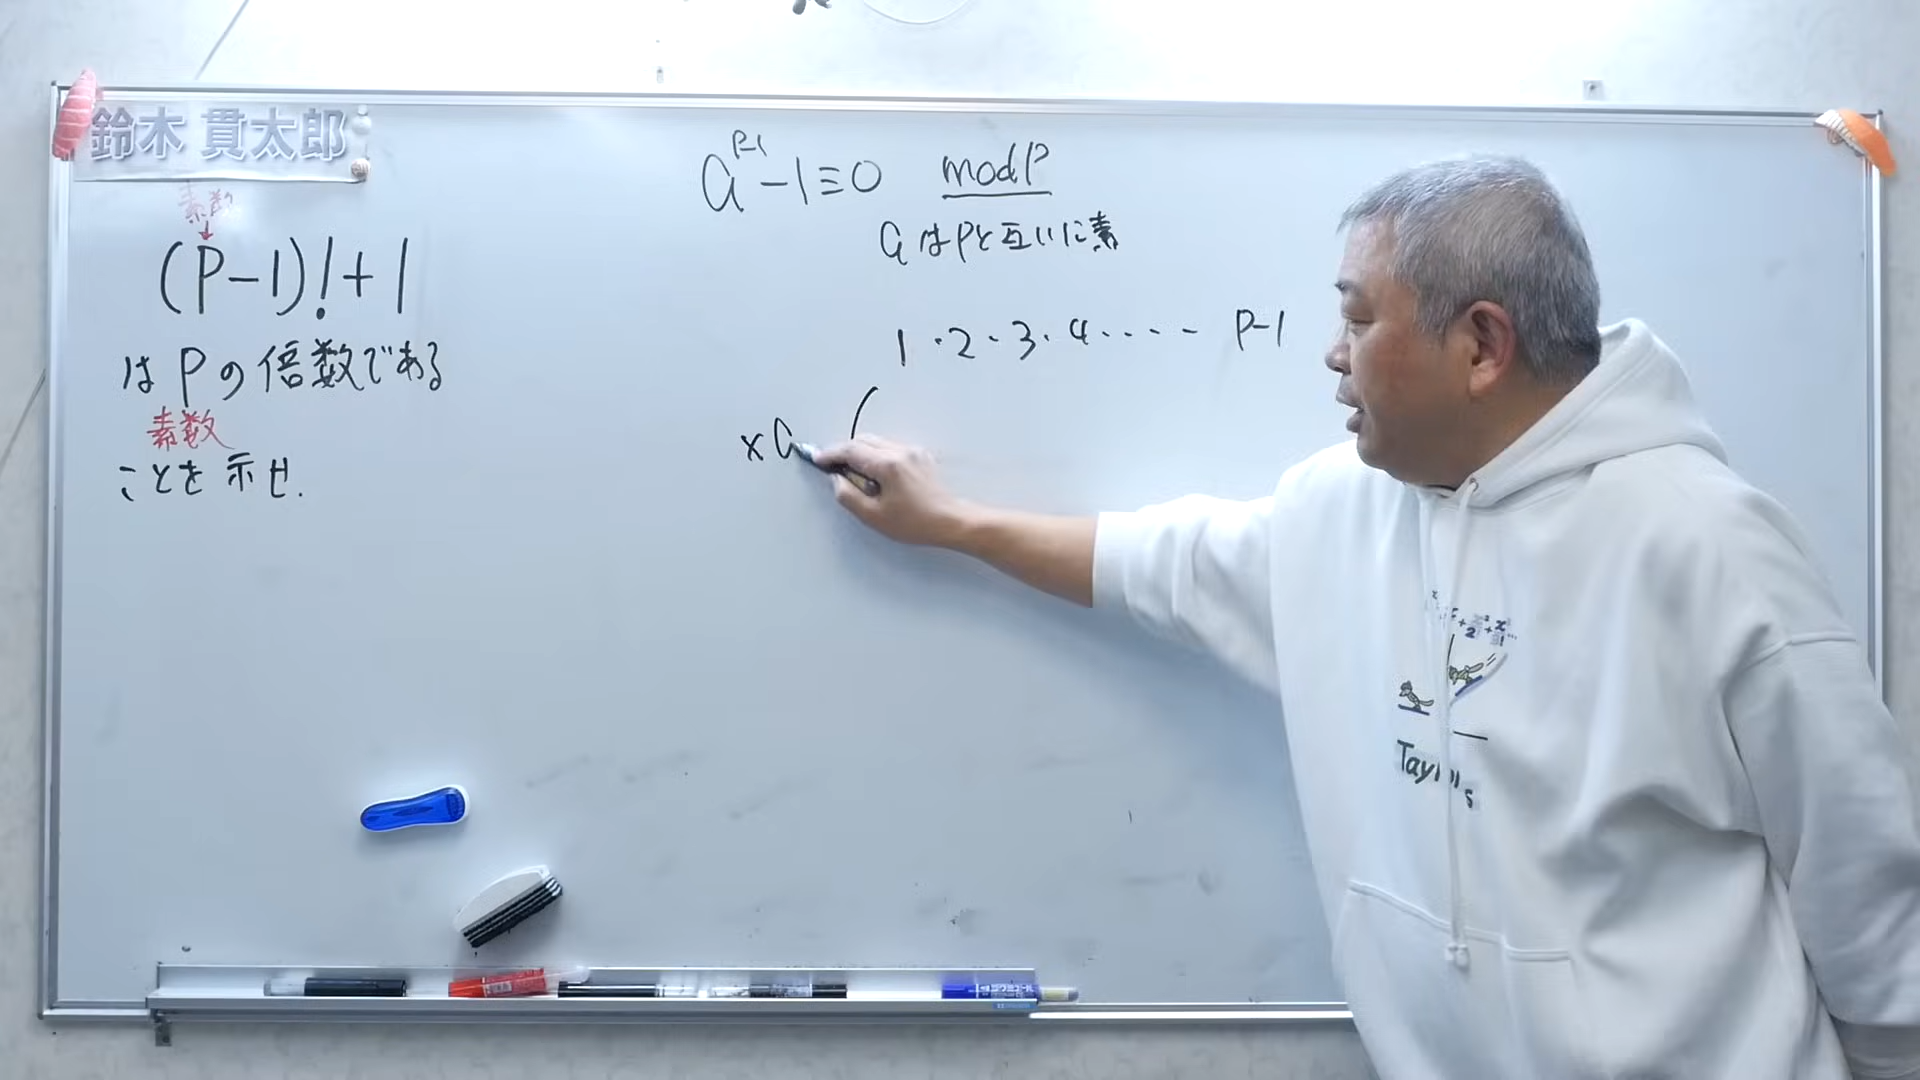 鈴木 貫太郎
素数
↓
(P-1)!+1
は Pの倍数である
素数
ことを示せ.
a^{P-1}-1≡0 mod P
aはPと互いに素
1・2・3・4・・・・P-1
×a (
Taylor's